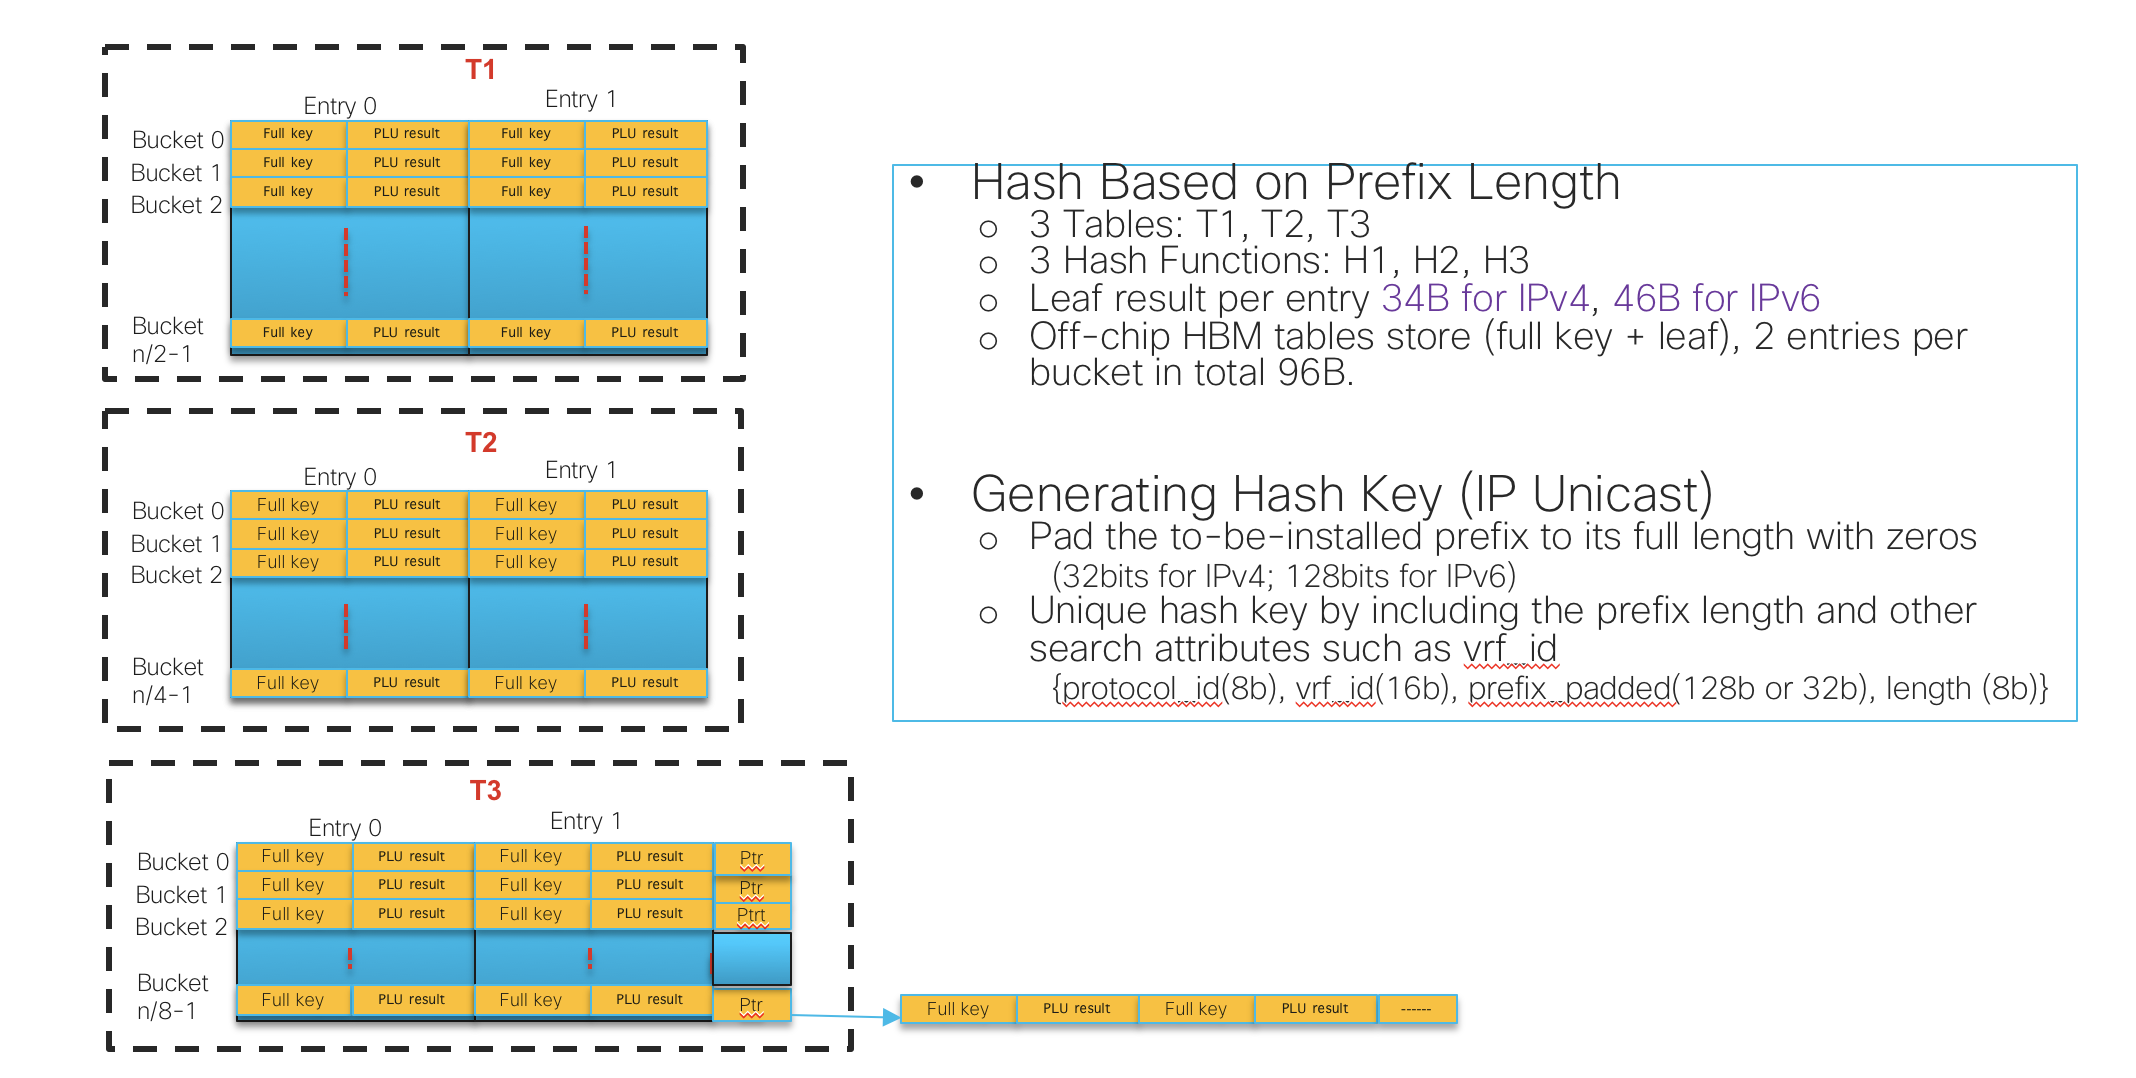 T1
Entry 0
Entry 1
Bucket 0
Full key
PLU result
Full key
PLU result
Bucket 1
Full key
PLU result
Full key
PLU result
Bucket 2
Full key
PLU result
Full key
PLU result
Bucket
n/2-1
Full key
PLU result
Full key
PLU result
T2
Entry 0
Entry 1
Bucket 0
Full key
PLU result
Full key
PLU result
Bucket 1
Full key
PLU result
Full key
PLU result
Bucket 2
Full key
PLU result
Full key
PLU result
Bucket
n/4-1
Full key
PLU result
Full key
PLU result
T3
Entry 0
Entry 1
Bucket 0
Full key
PLU result
Full key
PLU result
Ptr
Bucket 1
Full key
PLU result
Full key
PLU result
Ptr
Bucket 2
Full key
PLU result
Full key
PLU result
Ptrt
Bucket
n/8-1
Full key
PLU result
Full key
PLU result
Ptr
Full key
PLU result
Full key
PLU result
------
• Hash Based on Prefix Length
o 3 Tables: T1, T2, T3
o 3 Hash Functions: H1, H2, H3
o Leaf result per entry 34B for IPv4, 46B for IPv6
o Off-chip HBM tables store (full key + leaf), 2 entries per
bucket in total 96B.
• Generating Hash Key (IP Unicast)
o Pad the to-be-installed prefix to its full length with zeros
(32bits for IPv4; 128bits for IPv6)
o Unique hash key by including the prefix length and other
search attributes such as vrf_id
{protocol_id(8b), vrf_id(16b), prefix_padded(128b or 32b), length (8b)}